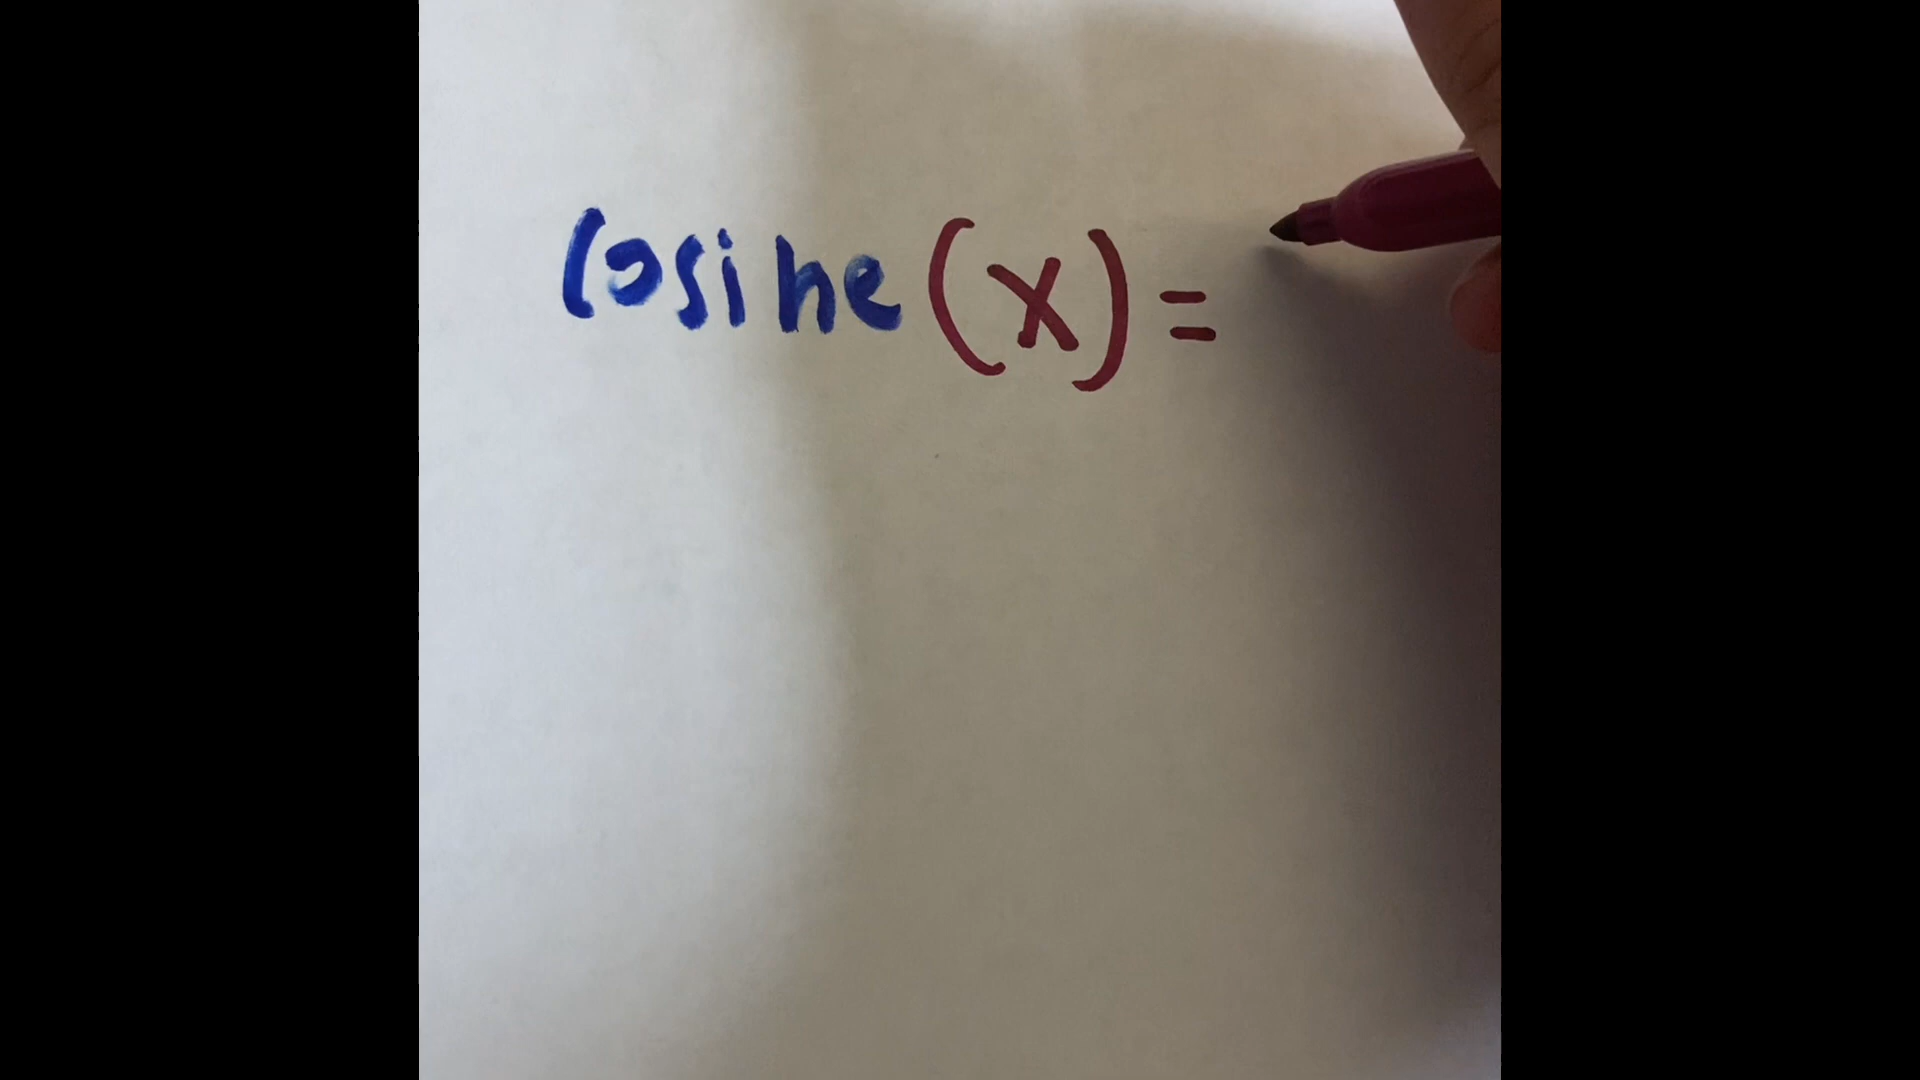 cosine (x) =